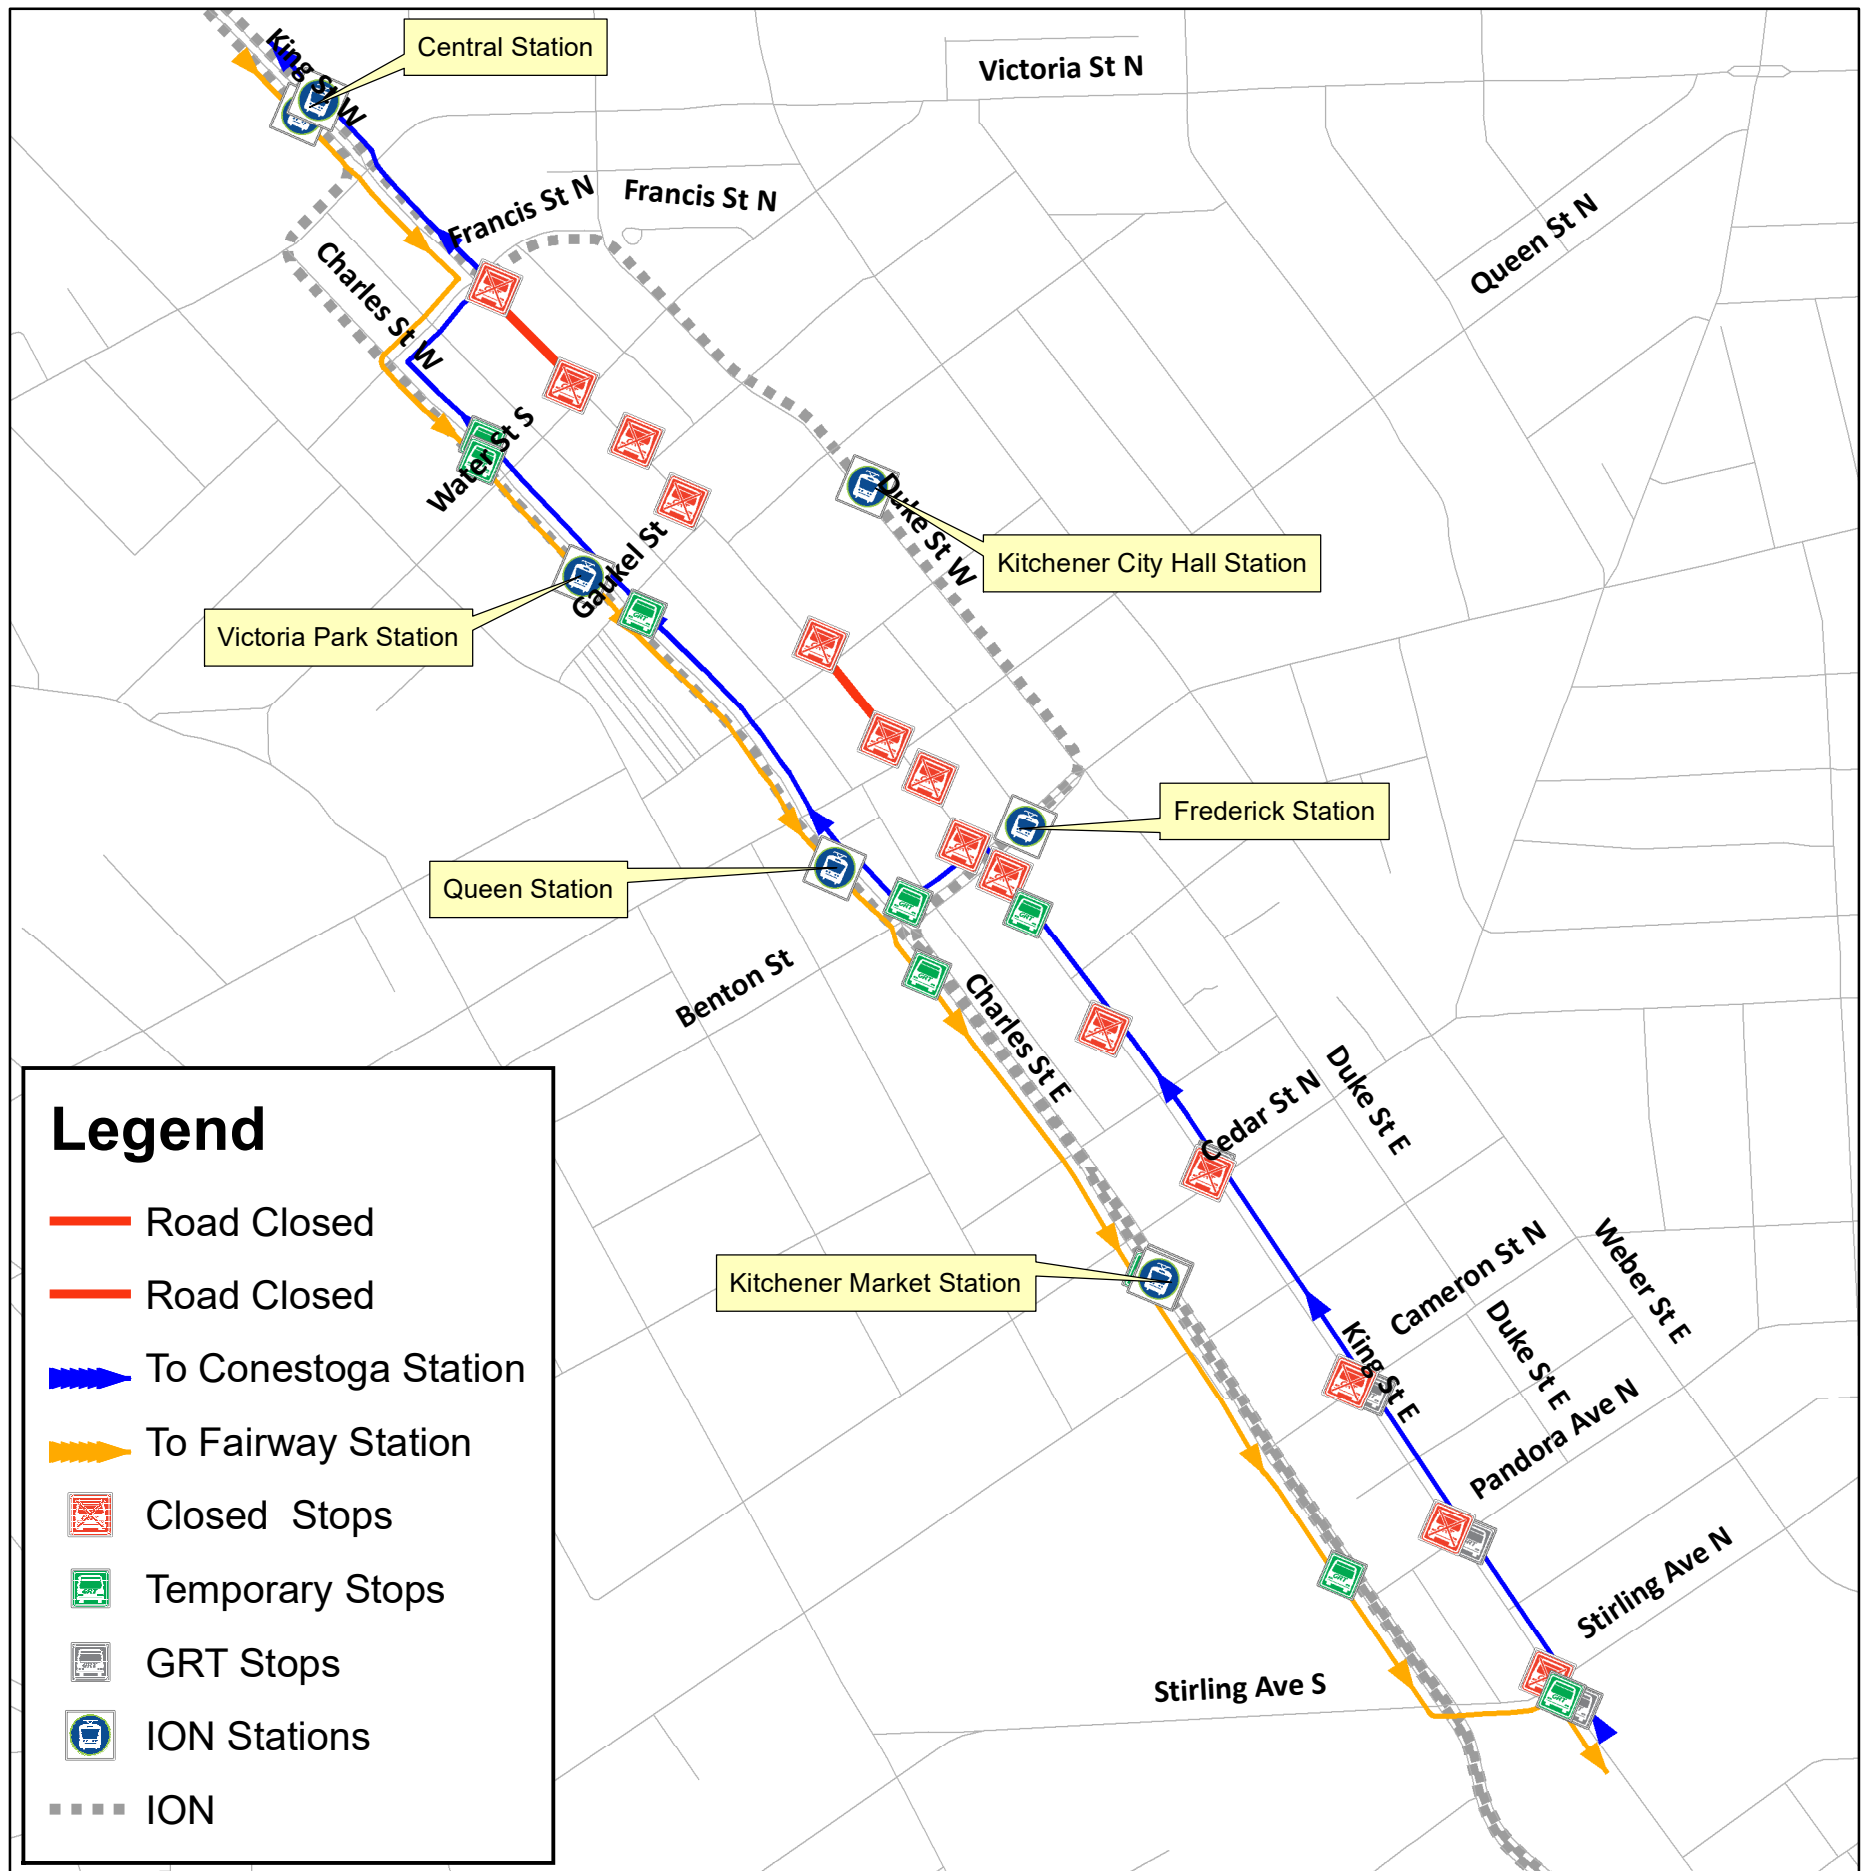 Central Station
King St W
Victoria St N
Francis St N
Francis St N
Queen St N
Charles St W
Water St S
Duke St W
Kitchener City Hall Station
Gaukel St
Victoria Park Station
Frederick Station
Queen Station
Benton St
Charles St E
Cedar St N
Duke St E
Kitchener Market Station
Cameron St N
Weber St E
King St E
Duke St E
Pandora Ave N
Stirling Ave N
Stirling Ave S
Legend
Road Closed
Road Closed
To Conestoga Station
To Fairway Station
Closed  Stops
Temporary Stops
GRT Stops
ION Stations
ION